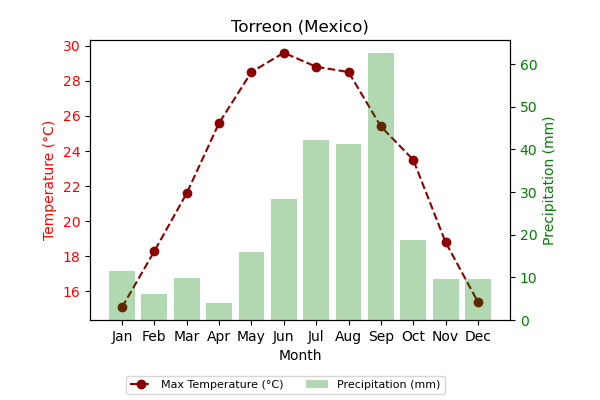 Torreon (Mexico)
30
28
26
24
22
20
18
16
Temperature (°C)
60
50
40
30
20
10
0
Precipitation (mm)
Jan Feb Mar Apr May Jun Jul Aug Sep Oct Nov Dec
Month
Max Temperature (°C) Precipitation (mm)